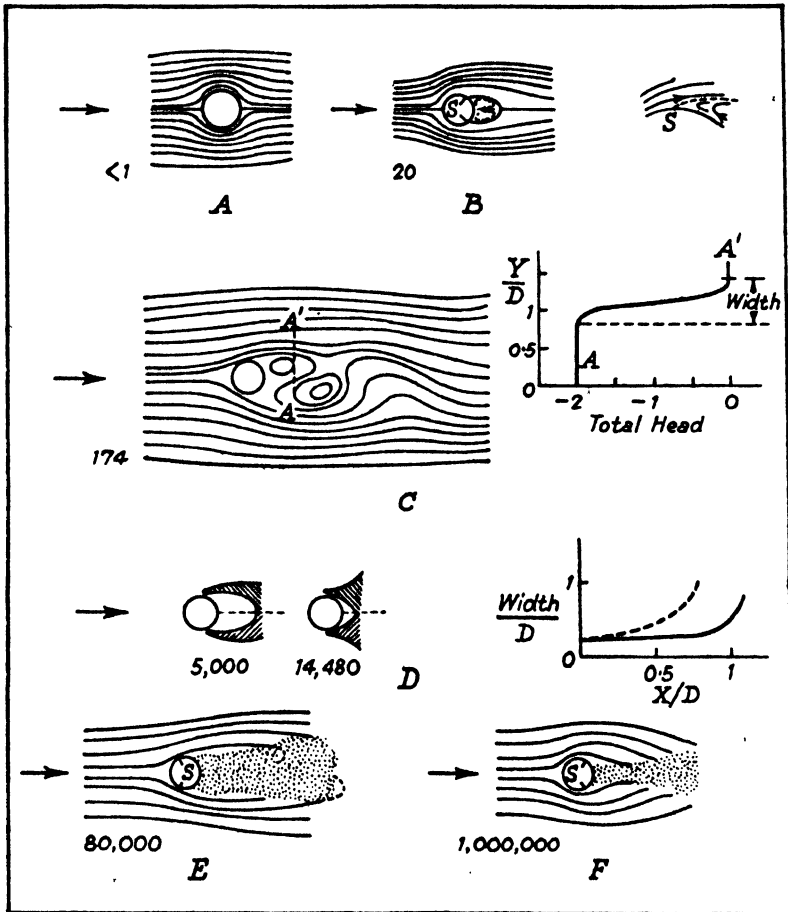 <1
A
S
20
B
S
A'
A
174
C
Y
D
1
0·5
0
A'
Width
A
-2
-1
0
Total Head
5,000
14,480
D
Width
D
1
0
0·5
1
X/D
S
80,000
E
S
1,000,000
F